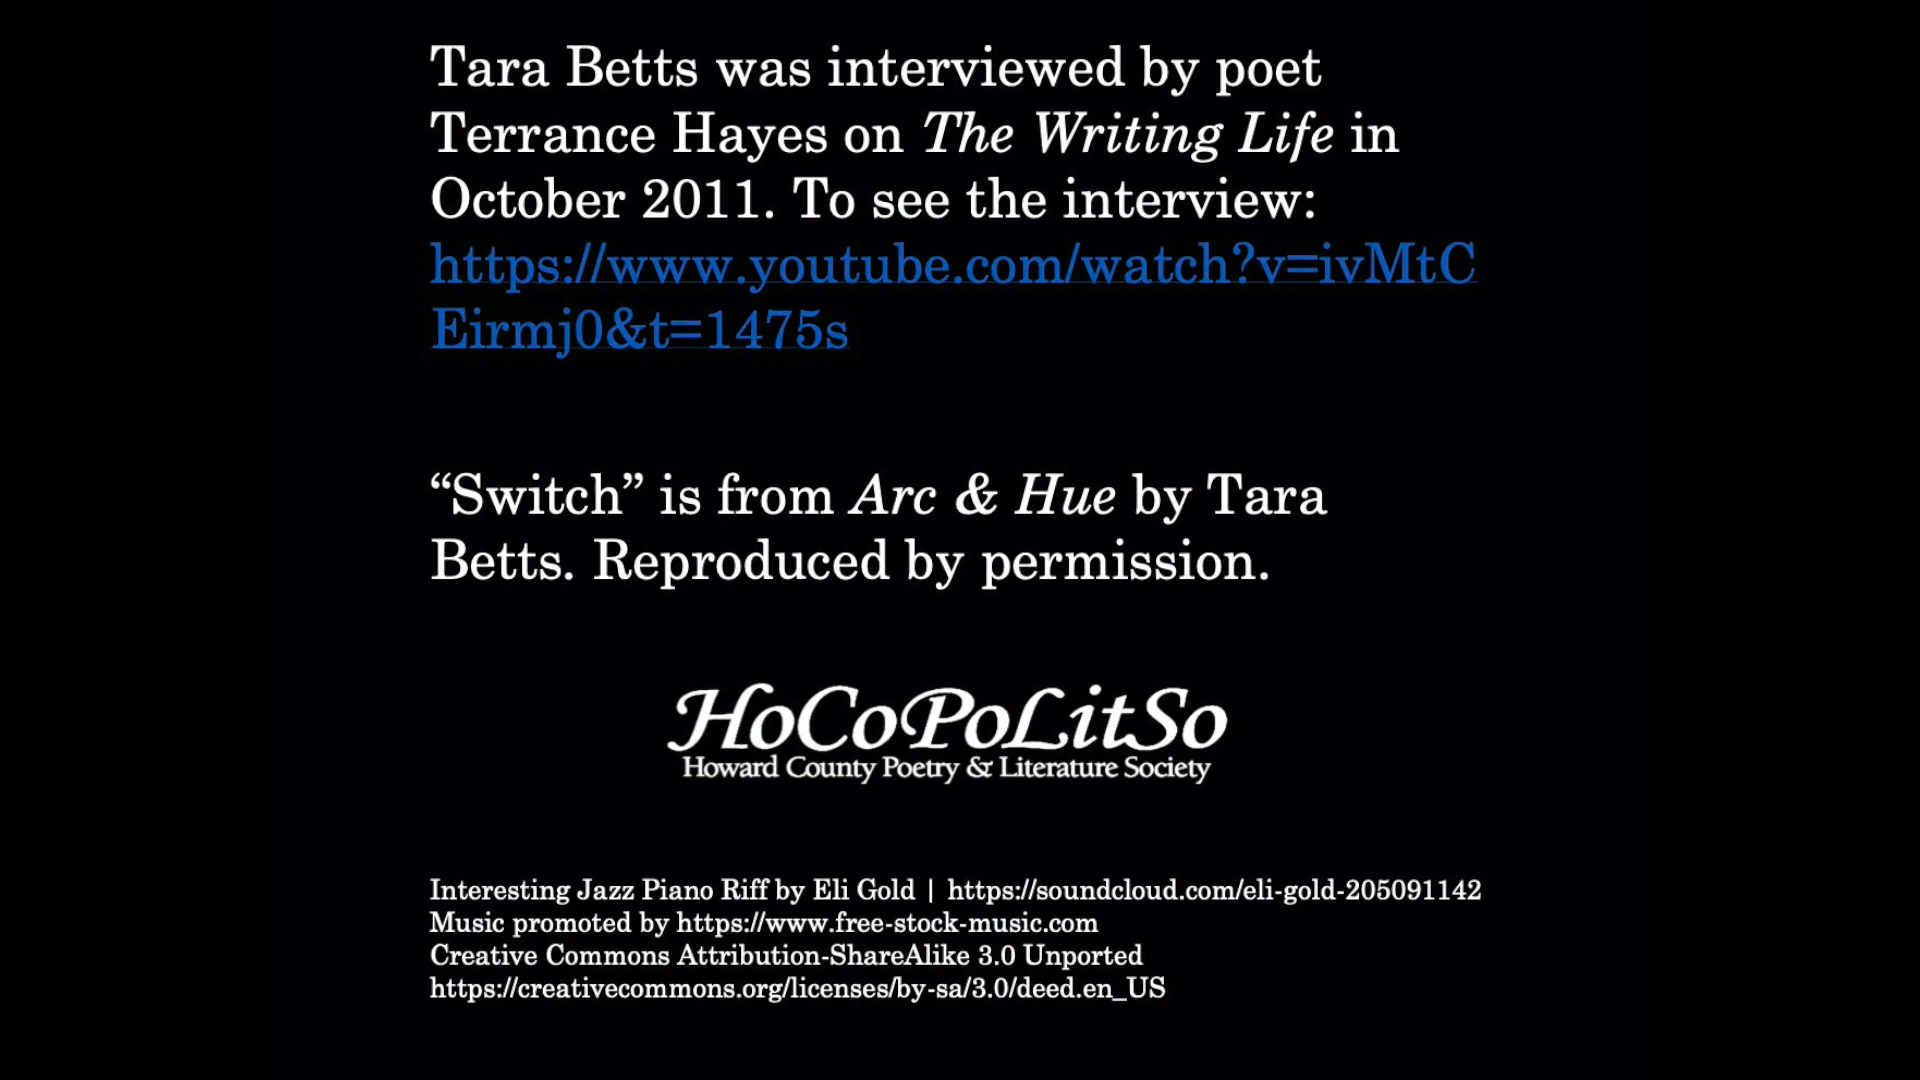 Tara Betts was interviewed by poet
Terrance Hayes on The Writing Life in
October 2011. To see the interview:
https://www.youtube.com/watch?v=ivMtC
Eirmj0&t=1475s
“Switch” is from Arc & Hue by Tara
Betts. Reproduced by permission.
HoCoPoLitSo
Howard County Poetry & Literature Society
Interesting Jazz Piano Riff by Eli Gold | https://soundcloud.com/eli-gold-205091142
Music promoted by https://www.free-stock-music.com
Creative Commons Attribution-ShareAlike 3.0 Unported
https://creativecommons.org/licenses/by-sa/3.0/deed.en_US